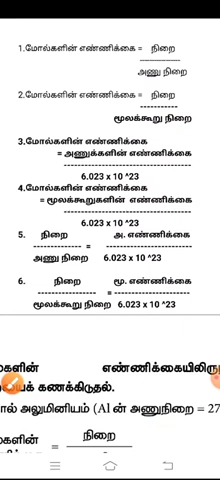 1.மோல்களின் எண்ணிக்கை = நிறை
--------------
அணு நிறை
2.மோல்களின் எண்ணிக்கை = நிறை
-----------
மூலக்கூறு நிறை
3.மோல்களின் எண்ணிக்கை
= அணுக்களின் எண்ணிக்கை
------------------------------------
6.023 x 10 ^23
4.மோல்களின் எண்ணிக்கை
= மூலக்கூறுகளின் எண்ணிக்கை
------------------------------------
6.023 x 10 ^23
5. நிறை அ. எண்ணிக்கை
-------------- = -------------------------
அணு நிறை 6.023 x 10 ^23
6. நிறை மூ. எண்ணிக்கை
----------------- = ----------------------
மூலக்கூறு நிறை 6.023 x 10 ^23
களின் எண்ணிக்கையிலிரு
க் கணக்கிடுதல்.
ால் அலுமினியம் (Al ன் அணுநிறை = 27
களின் = நிறை